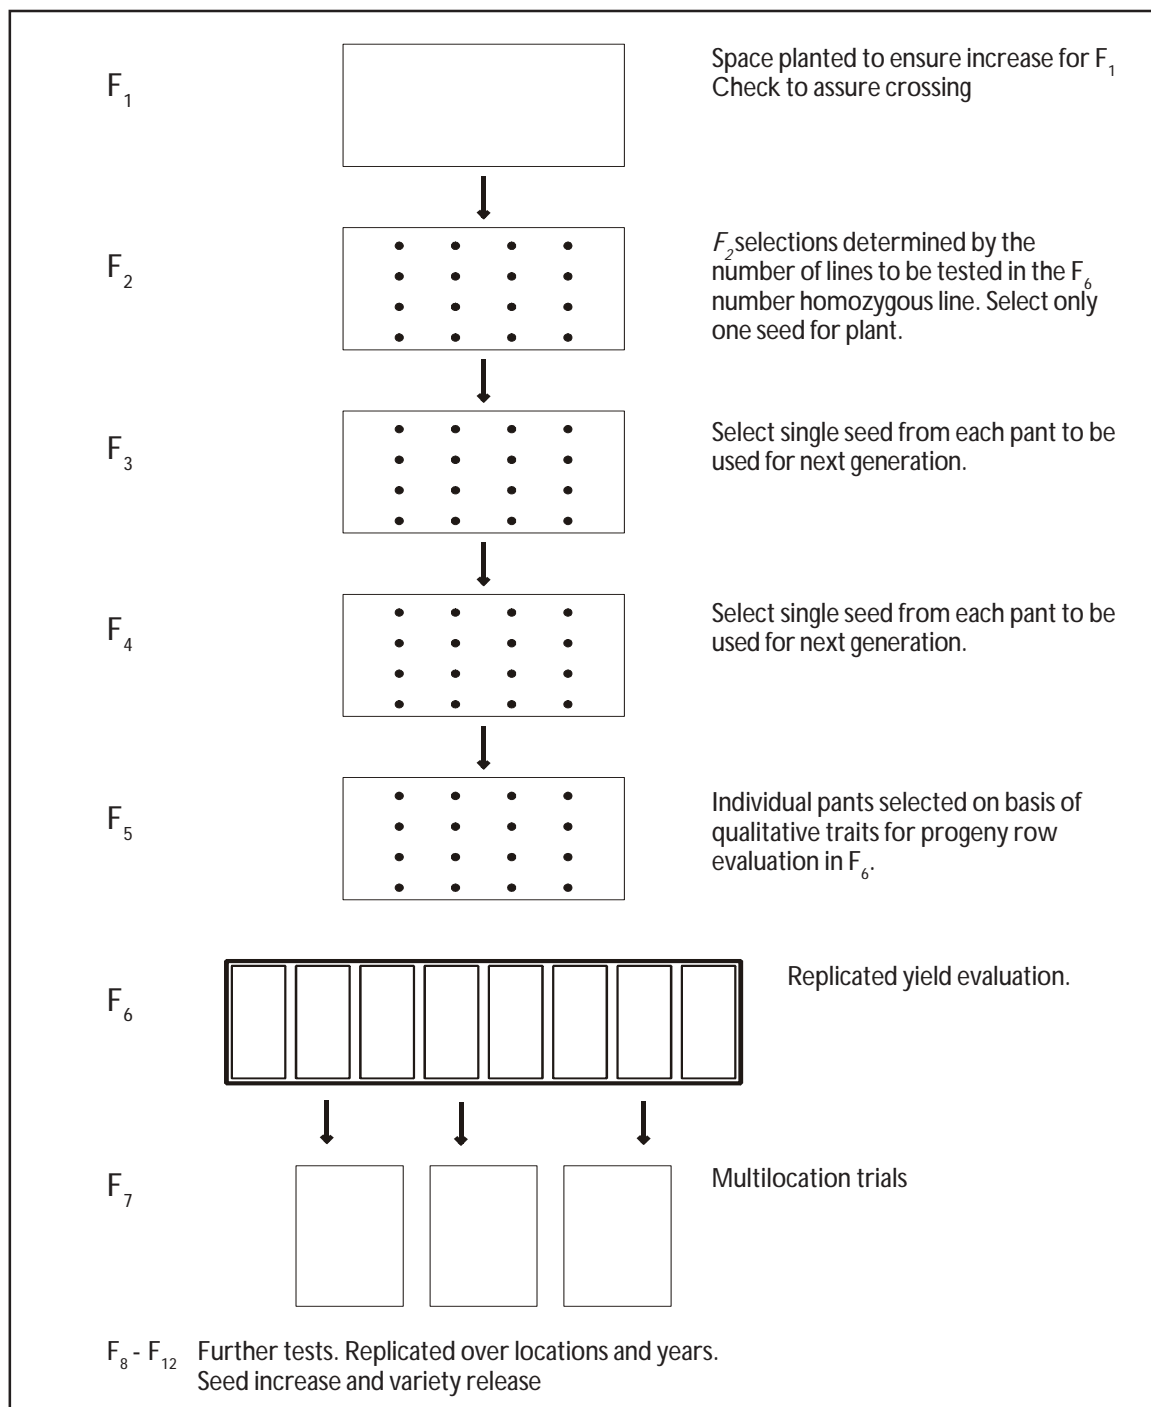 F1
Space planted to ensure increase for F1
Check to assure crossing
F2
F2 selections determined by the
number of lines to be tested in the F6
number homozygous line. Select only
one seed for plant.
F3
Select single seed from each pant to be
used for next generation.
F4
Select single seed from each pant to be
used for next generation.
F5
Individual pants selected on basis of
qualitative traits for progeny row
evaluation in F6.
F6
Replicated yield evaluation.
F7
Multilocation trials
F8 - F12 Further tests. Replicated over locations and years.
Seed increase and variety release